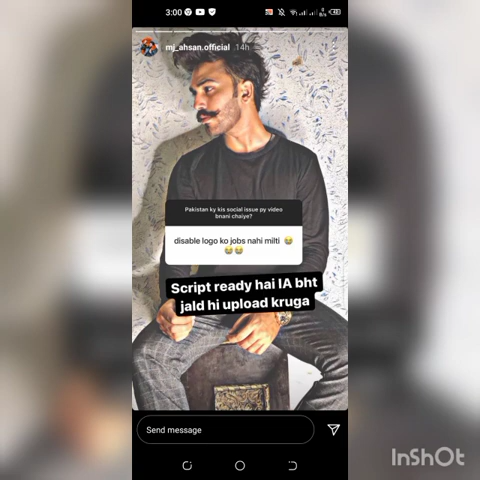 3:00
mj_ahsan.official 14h
Pakistan ky kis social issue py video
bnani chaiye?
disable logo ko jobs nahi milti 😭
😭😭
Script ready hai IA bht
jald hi upload kruga
Send message
InShOt